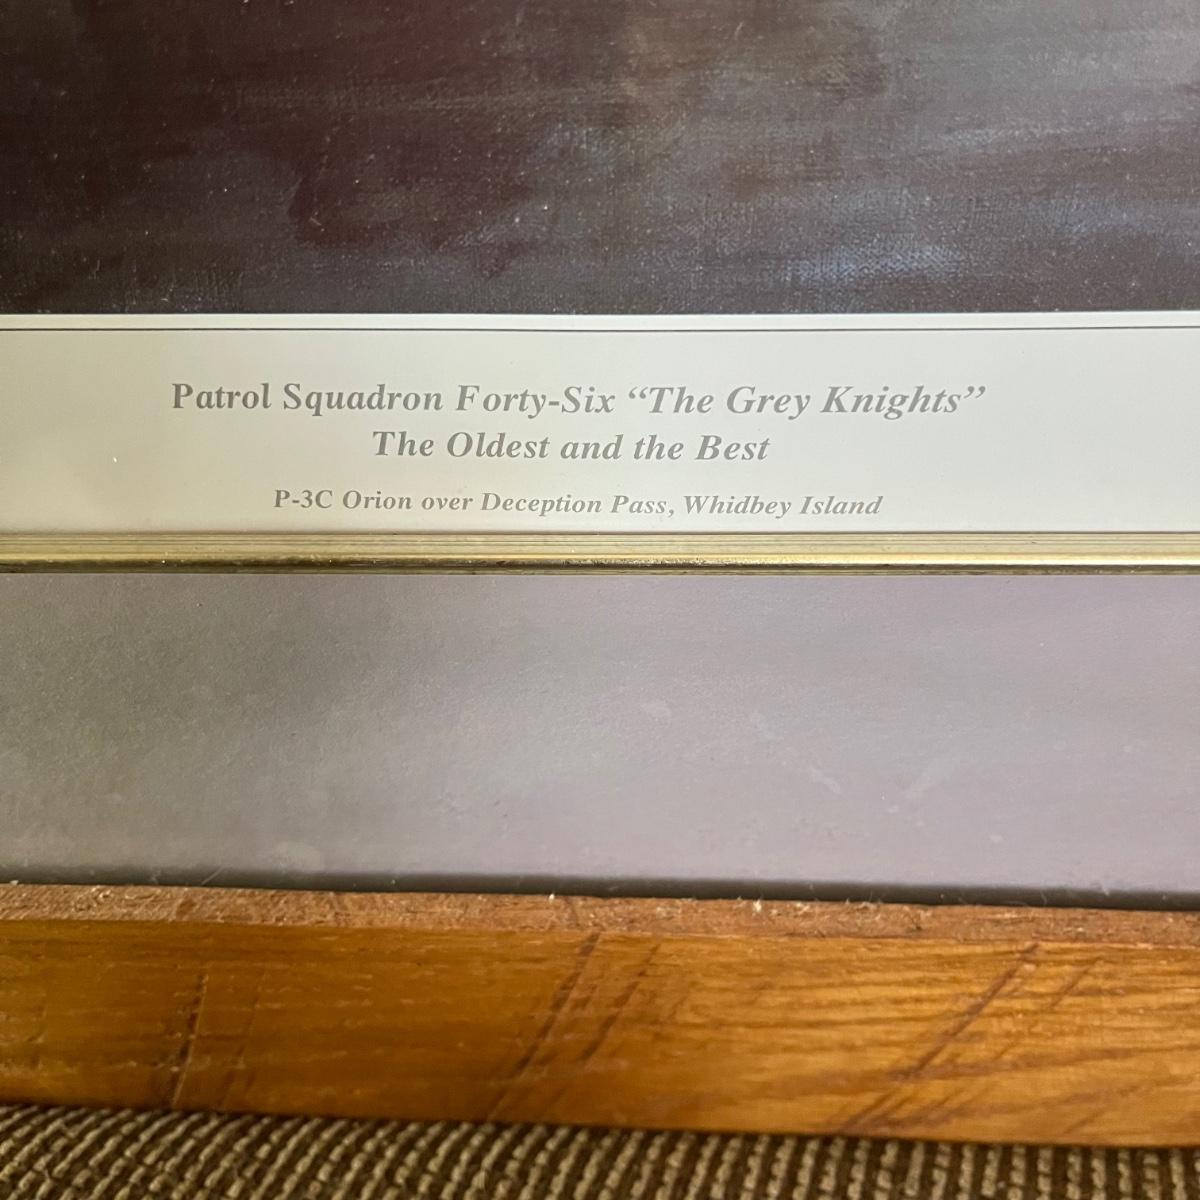 Patrol Squadron Forty-Six “The Grey Knights”
The Oldest and the Best
P-3C Orion over Deception Pass, Whidbey Island